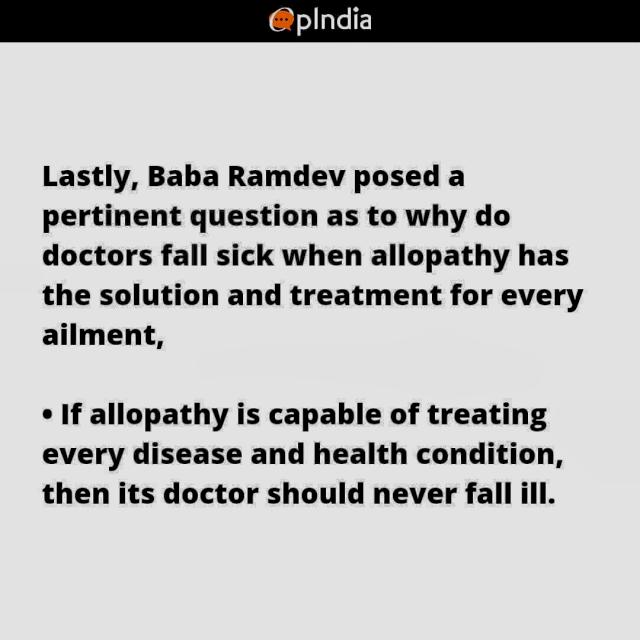 OpIndia
Lastly, Baba Ramdev posed a
pertinent question as to why do
doctors fall sick when allopathy has
the solution and treatment for every
ailment,
• If allopathy is capable of treating
every disease and health condition,
then its doctor should never fall ill.